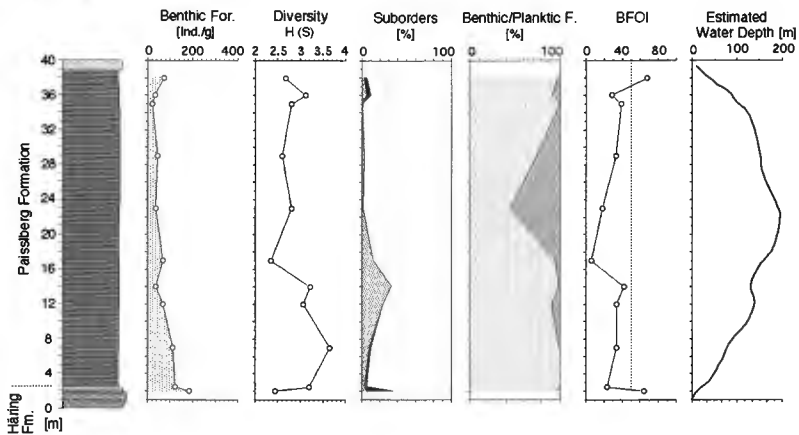 Benthic For.
[Ind./g]
0 200 400
Diversity
H (S)
2 2.5 3 3.5 4
Suborders
[%]
0 100
Benthic/Planktic F.
[%]
0 100
BFOI
0 40 80
Estimated
Water Depth [m]
0 100 200
40
36
32
28
24
20
16
12
8
4
0
[m]
Paisslberg Formation
Häring
Fm.